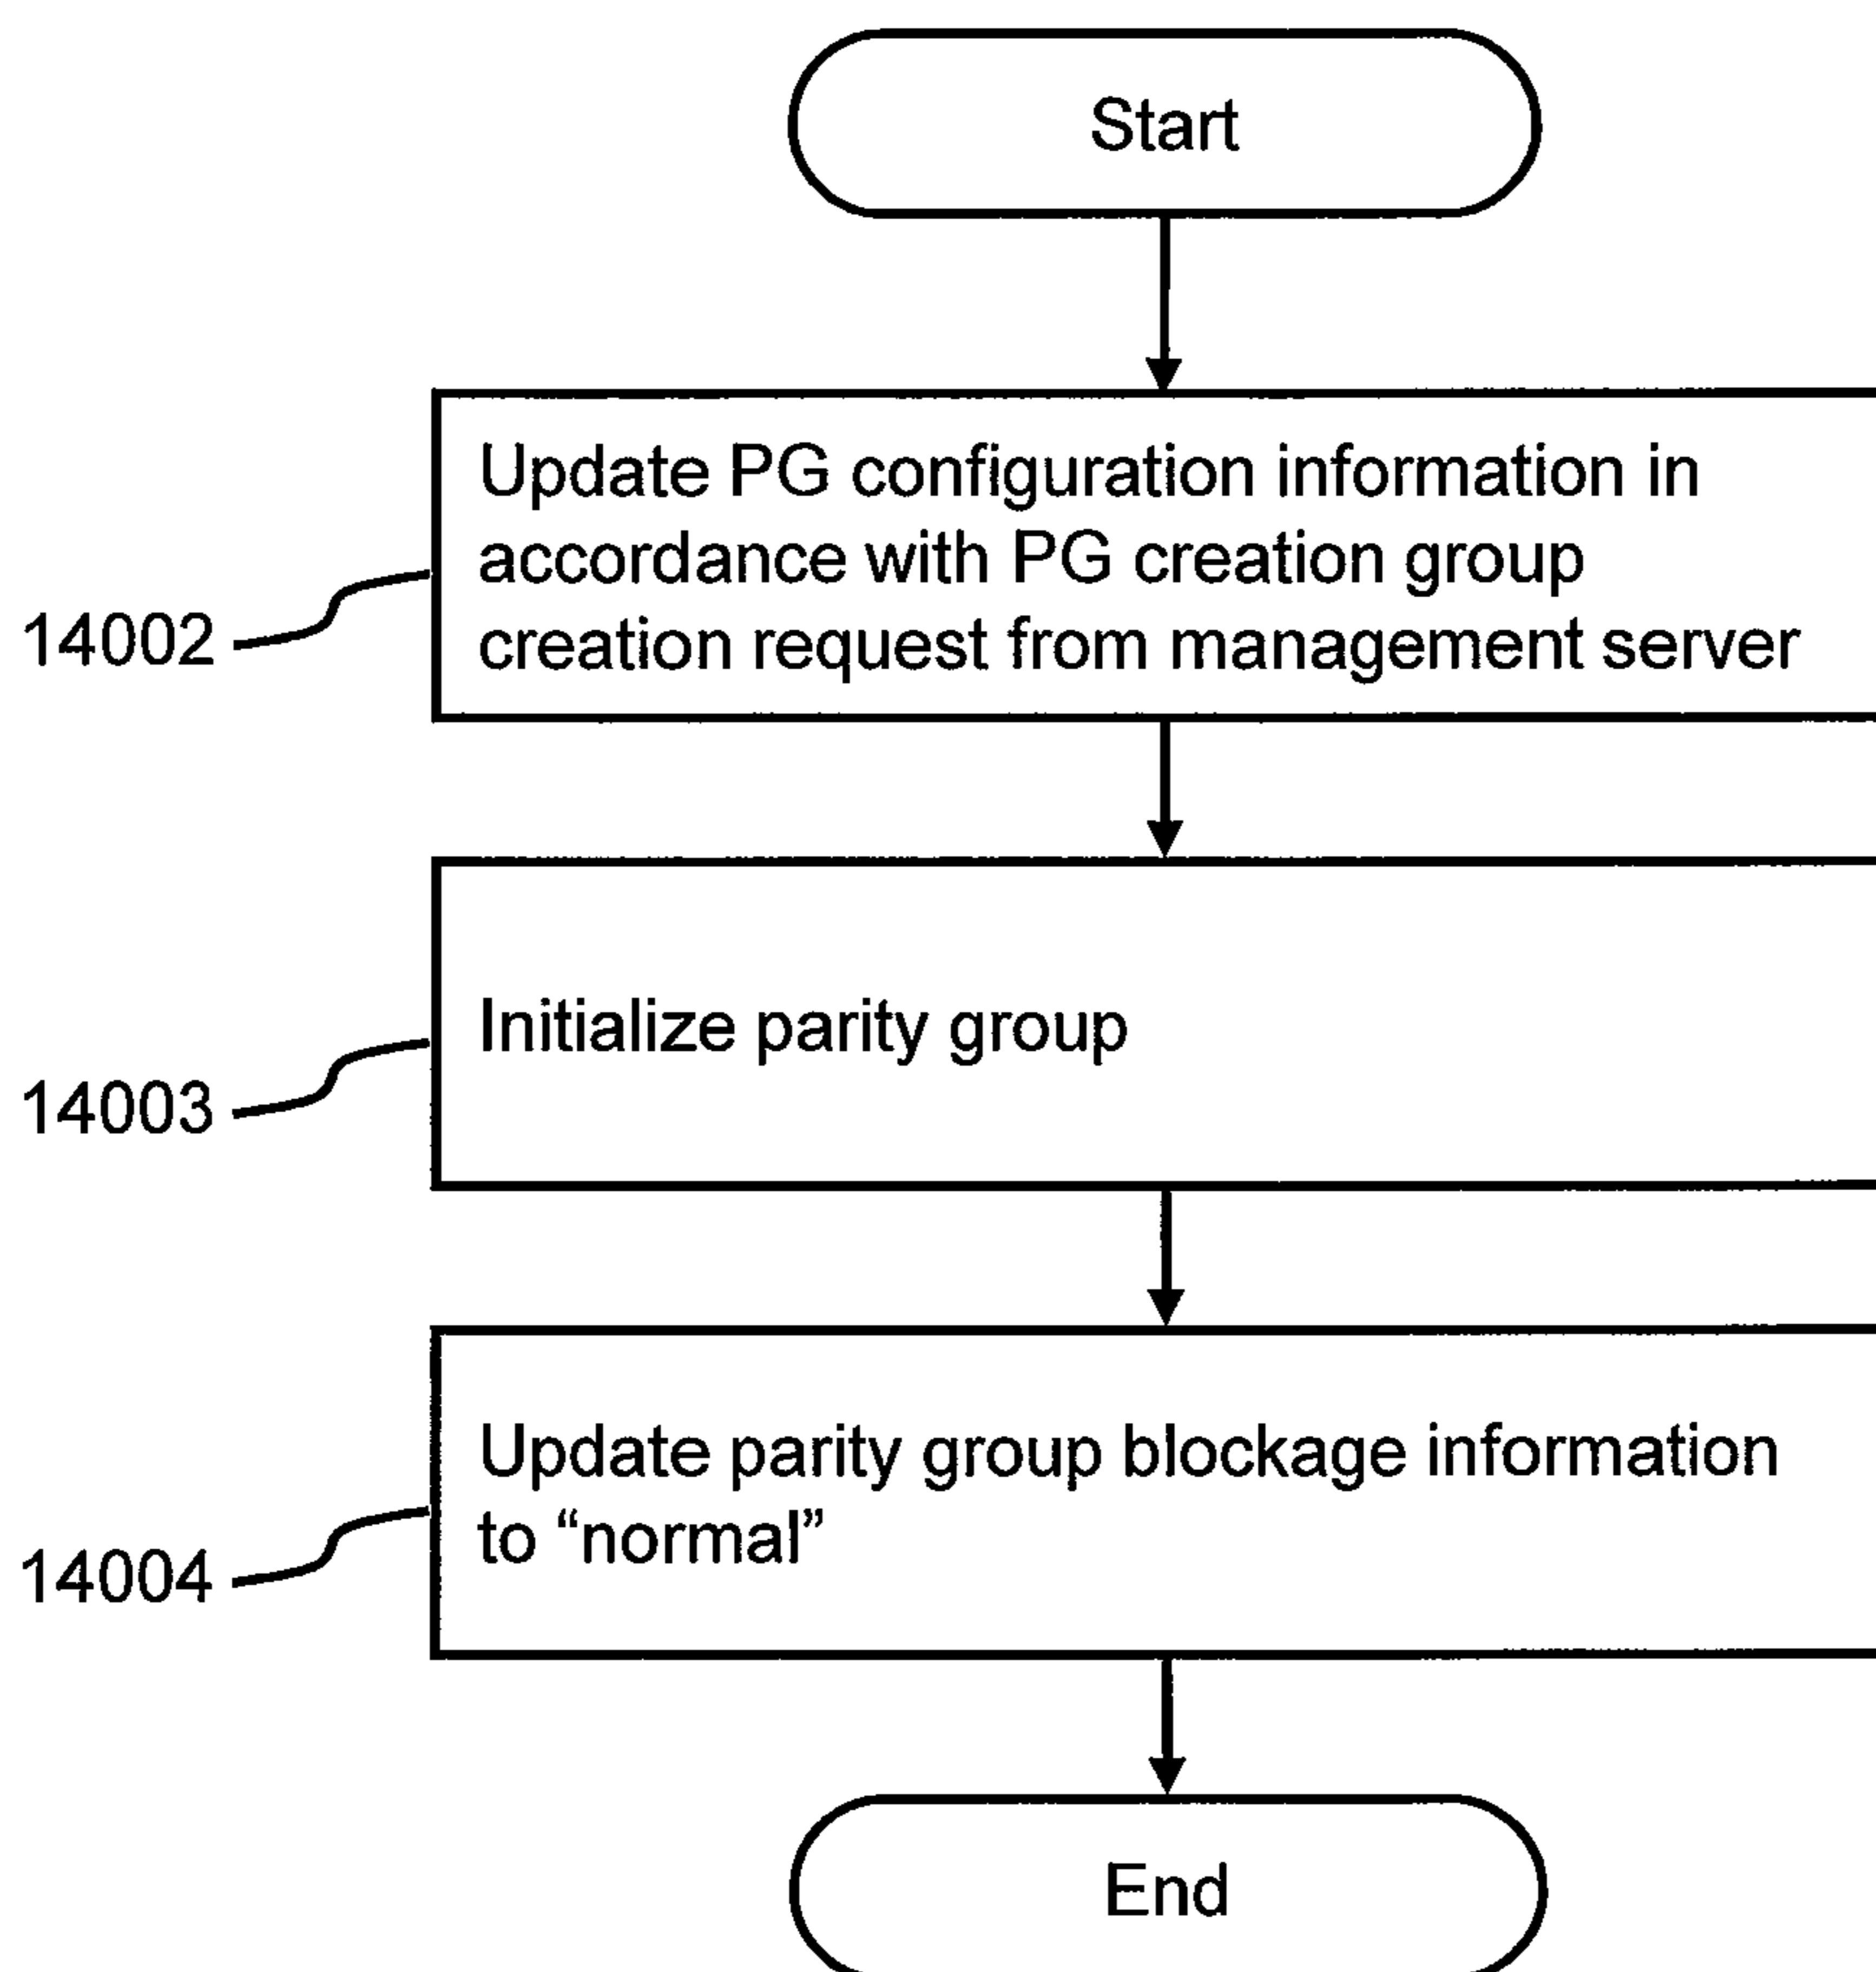 Start
Update PG configuration information in
accordance with PG creation group
creation request from management server
14002
Initialize parity group
14003
Update parity group blockage information
to “normal”
14004
End